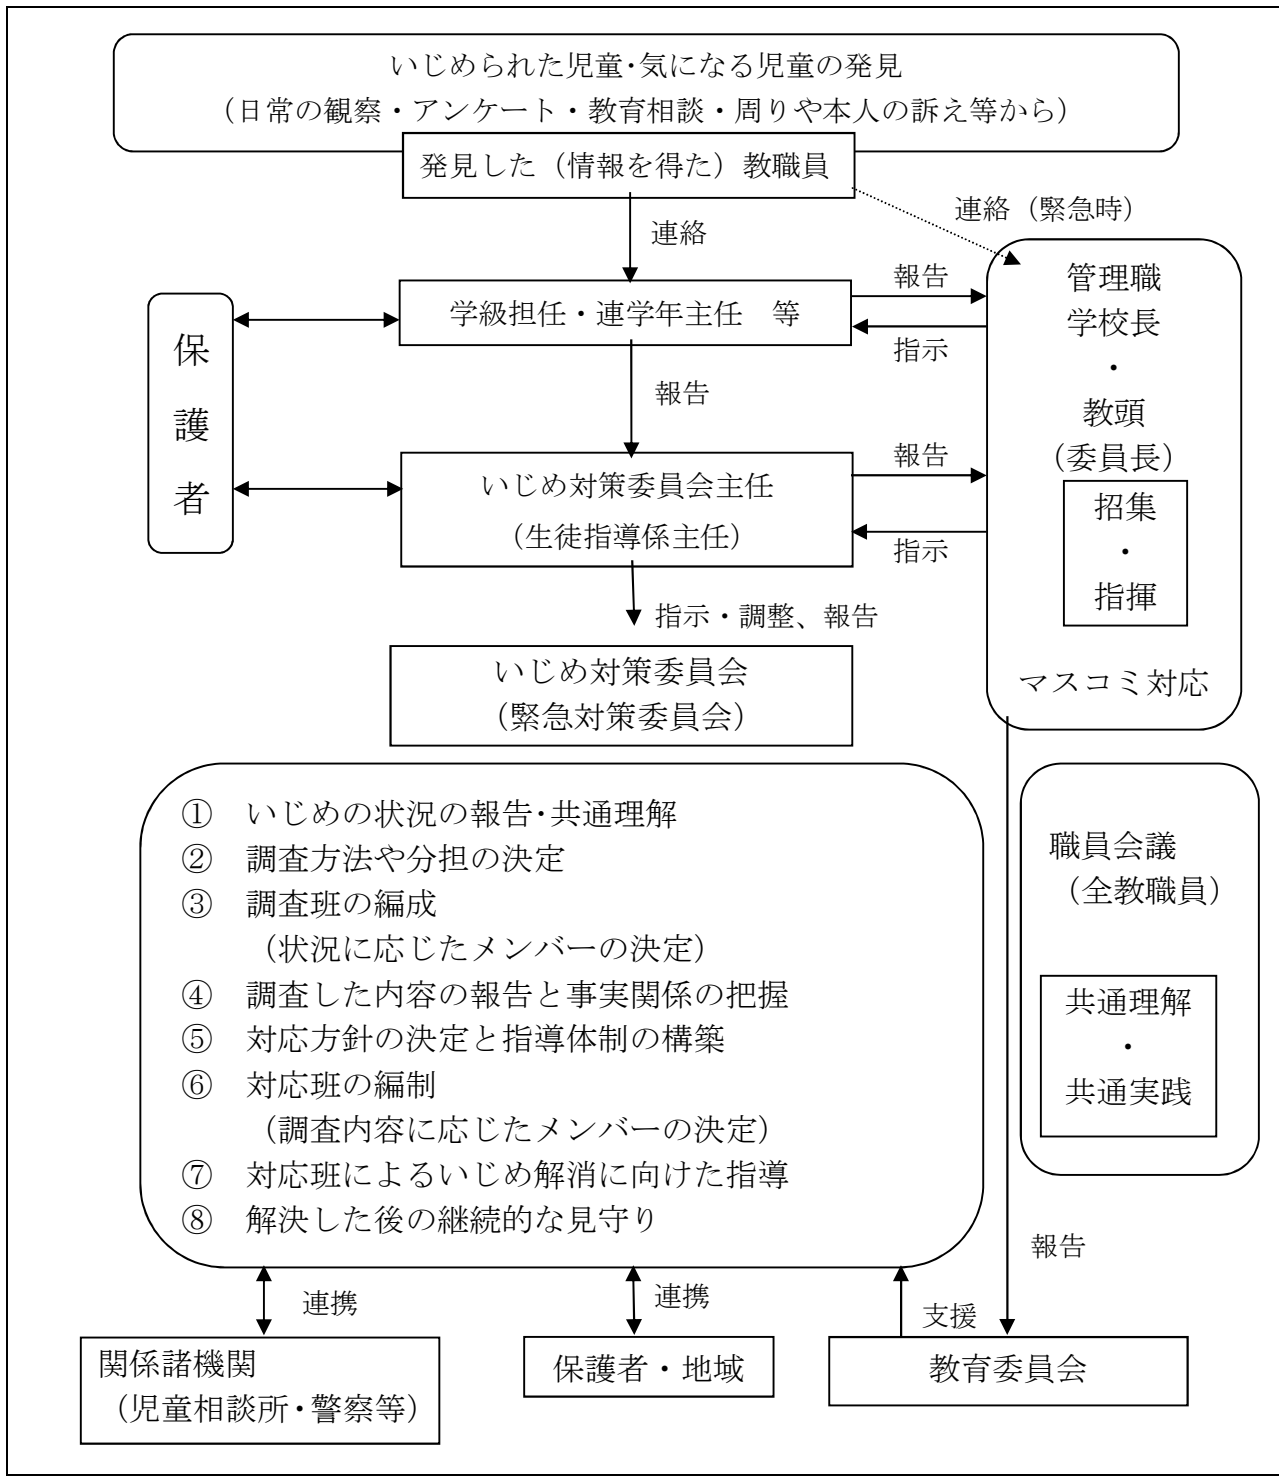 いじめられた児童･気になる児童の発見
（日常の観察・アンケート・教育相談・周りや本人の訴え等から）
発見した（情報を得た）教職員
連絡（緊急時）
連絡
管理職
学校長
・
教頭
（委員長）
招集
・
指揮
マスコミ対応
報告
学級担任・連学年主任　等
指示
保
護
者
報告
報告
いじめ対策委員会主任
（生徒指導係主任）
指示
指示・調整、報告
いじめ対策委員会
（緊急対策委員会）
①　いじめの状況の報告･共通理解
②　調査方法や分担の決定
③　調査班の編成
（状況に応じたメンバーの決定）
④　調査した内容の報告と事実関係の把握
⑤　対応方針の決定と指導体制の構築
⑥　対応班の編制
（調査内容に応じたメンバーの決定）
⑦　対応班によるいじめ解消に向けた指導
⑧　解決した後の継続的な見守り
職員会議
（全教職員）
共通理解
・
共通実践
報告
連携
連携
支援
関係諸機関
（児童相談所･警察等）
保護者・地域
教育委員会